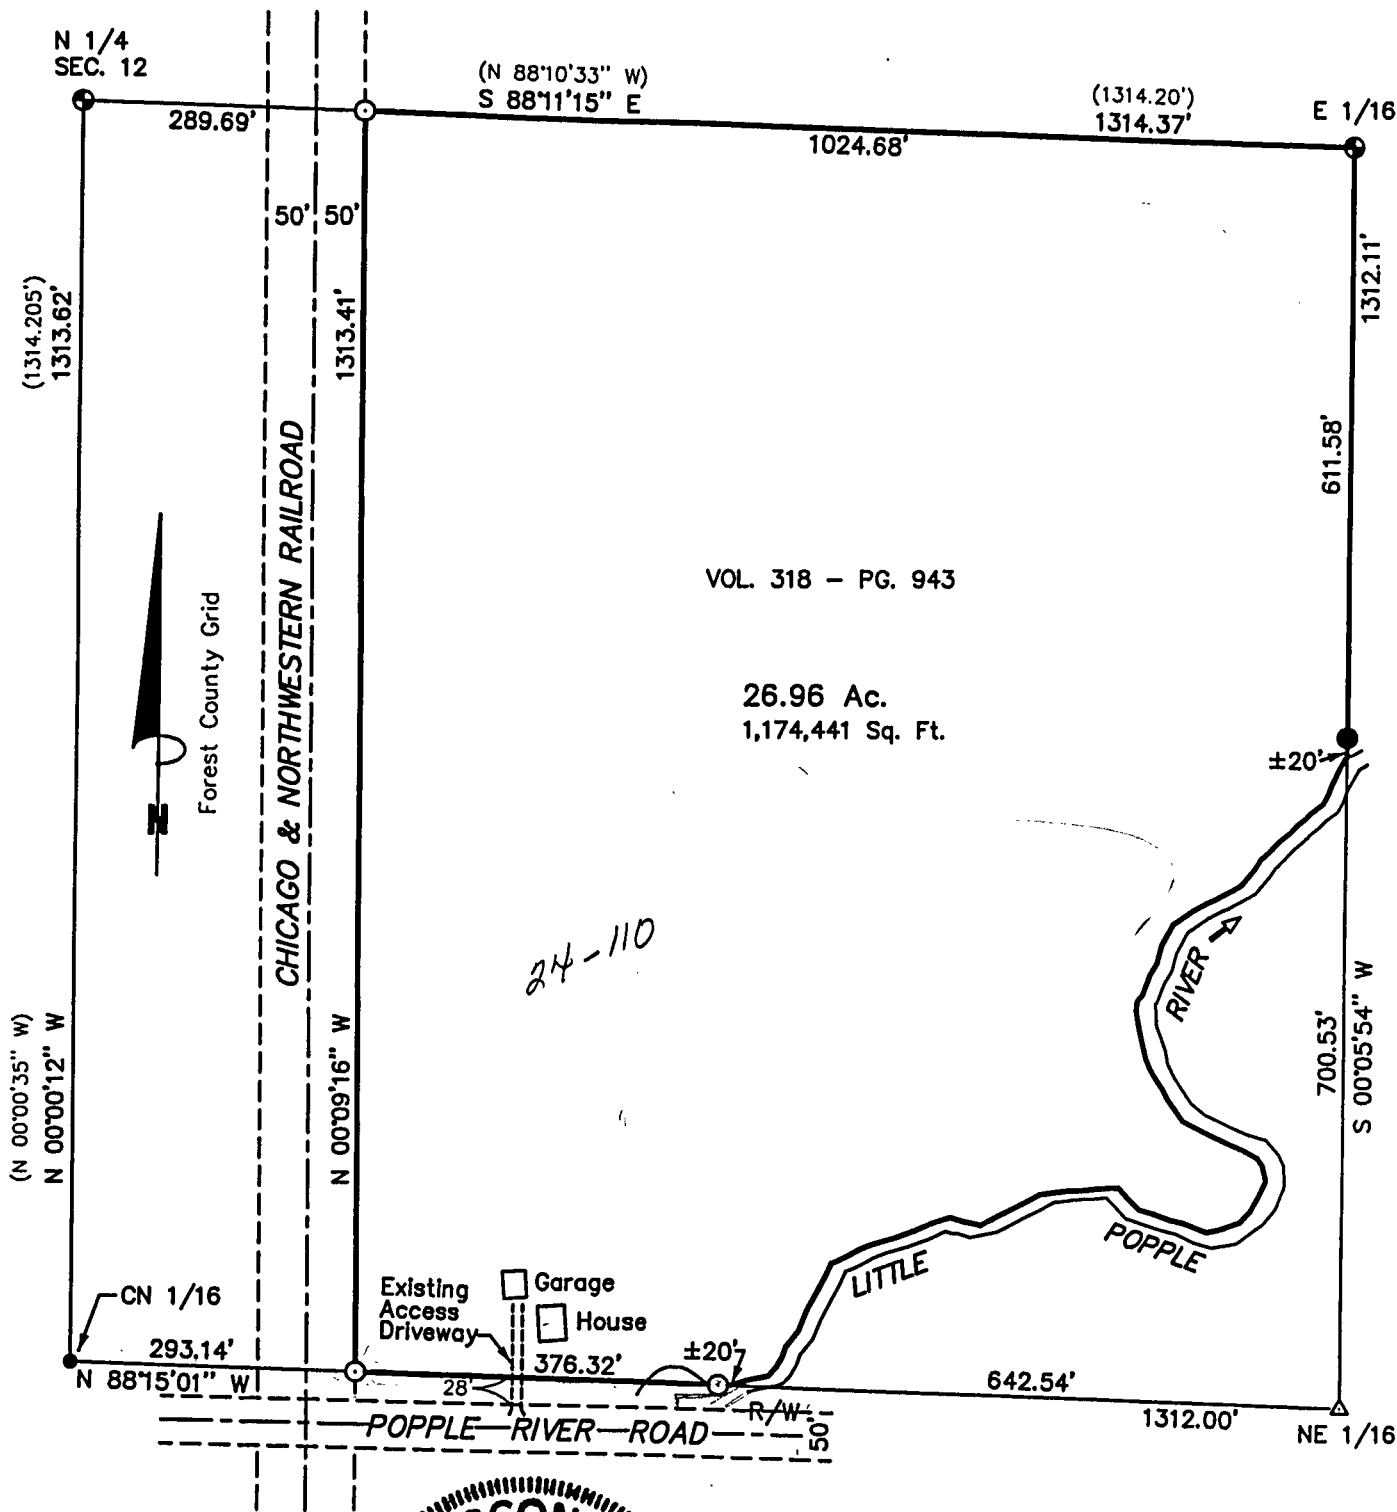 N 1/4
SEC. 12
(N 88°10'33" W)
S 88°11'15" E
(1314.20')
1314.37'
E 1/16
289.69'
1024.68'
50' 50'
(1314.205')
1313.62'
1313.41'
1312.11'
611.58'
CHICAGO & NORTHWESTERN RAILROAD
Forest County Grid
N
VOL. 318 - PG. 943
26.96 Ac.
1,174,441 Sq. Ft.
±20'
24-110
RIVER
(N 00°00'35" W)
N 00°00'12" W
N 00°09'16" W
700.53'
S 00°05'54" W
POPPLE
LITTLE
CN 1/16
Existing
Access
Driveway
Garage
House
293.14'
N 88°15'01" W
376.32'
±20'
28'
642.54'
R/W
1312.00'
POPPLE RIVER ROAD
50'
NE 1/16